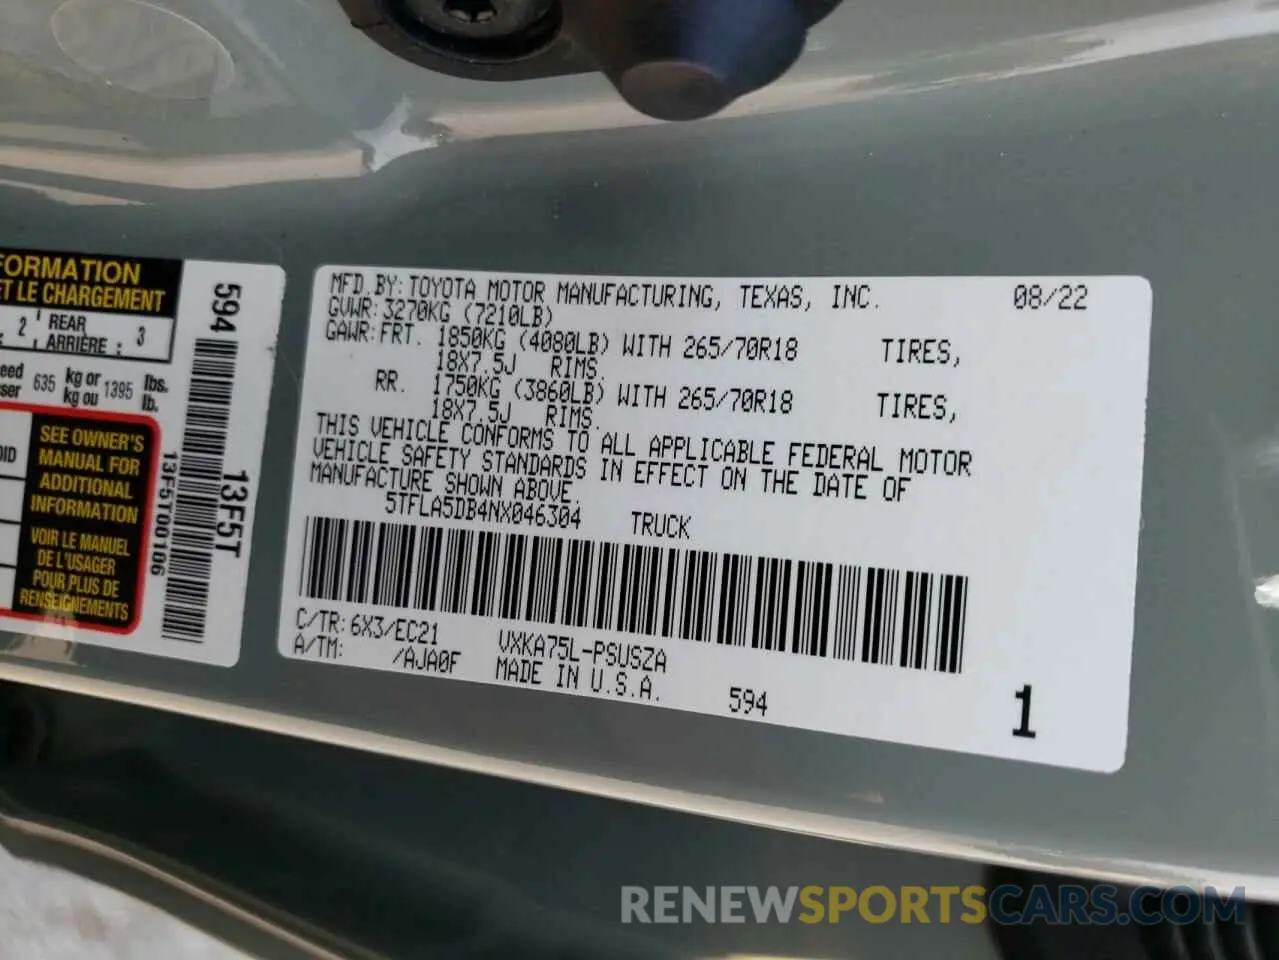 FORMATION
ET LE CHARGEMENT
: 2 REAR
ARRIÈRE : 3
eed
ser 635 kg or
kg ou 1395 lbs.
lb.
OID
SEE OWNER'S
MANUAL FOR
ADDITIONAL
INFORMATION
VOIR LE MANUEL
DE L'USAGER
POUR PLUS DE
RENSEIGNEMENTS
594
13F5T
13F5T00106
MFD.BY:TOYOTA MOTOR MANUFACTURING, TEXAS, INC. 08/22
GVWR:3270KG (7210LB)
GAWR:FRT. 1850KG (4080LB) WITH 265/70R18 TIRES,
18X7.5J RIMS.
RR. 1750KG (3860LB) WITH 265/70R18 TIRES,
18X7.5J RIMS.
THIS VEHICLE CONFORMS TO ALL APPLICABLE FEDERAL MOTOR
VEHICLE SAFETY STANDARDS IN EFFECT ON THE DATE OF
MANUFACTURE SHOWN ABOVE.
5TFLA5DB4NX046304 TRUCK
C/TR:6X3/EC21 VXKA75L-PSUSZA
A/TM: /AJA0F MADE IN U.S.A. 594
1
RENEWSPORTSCARS.COM